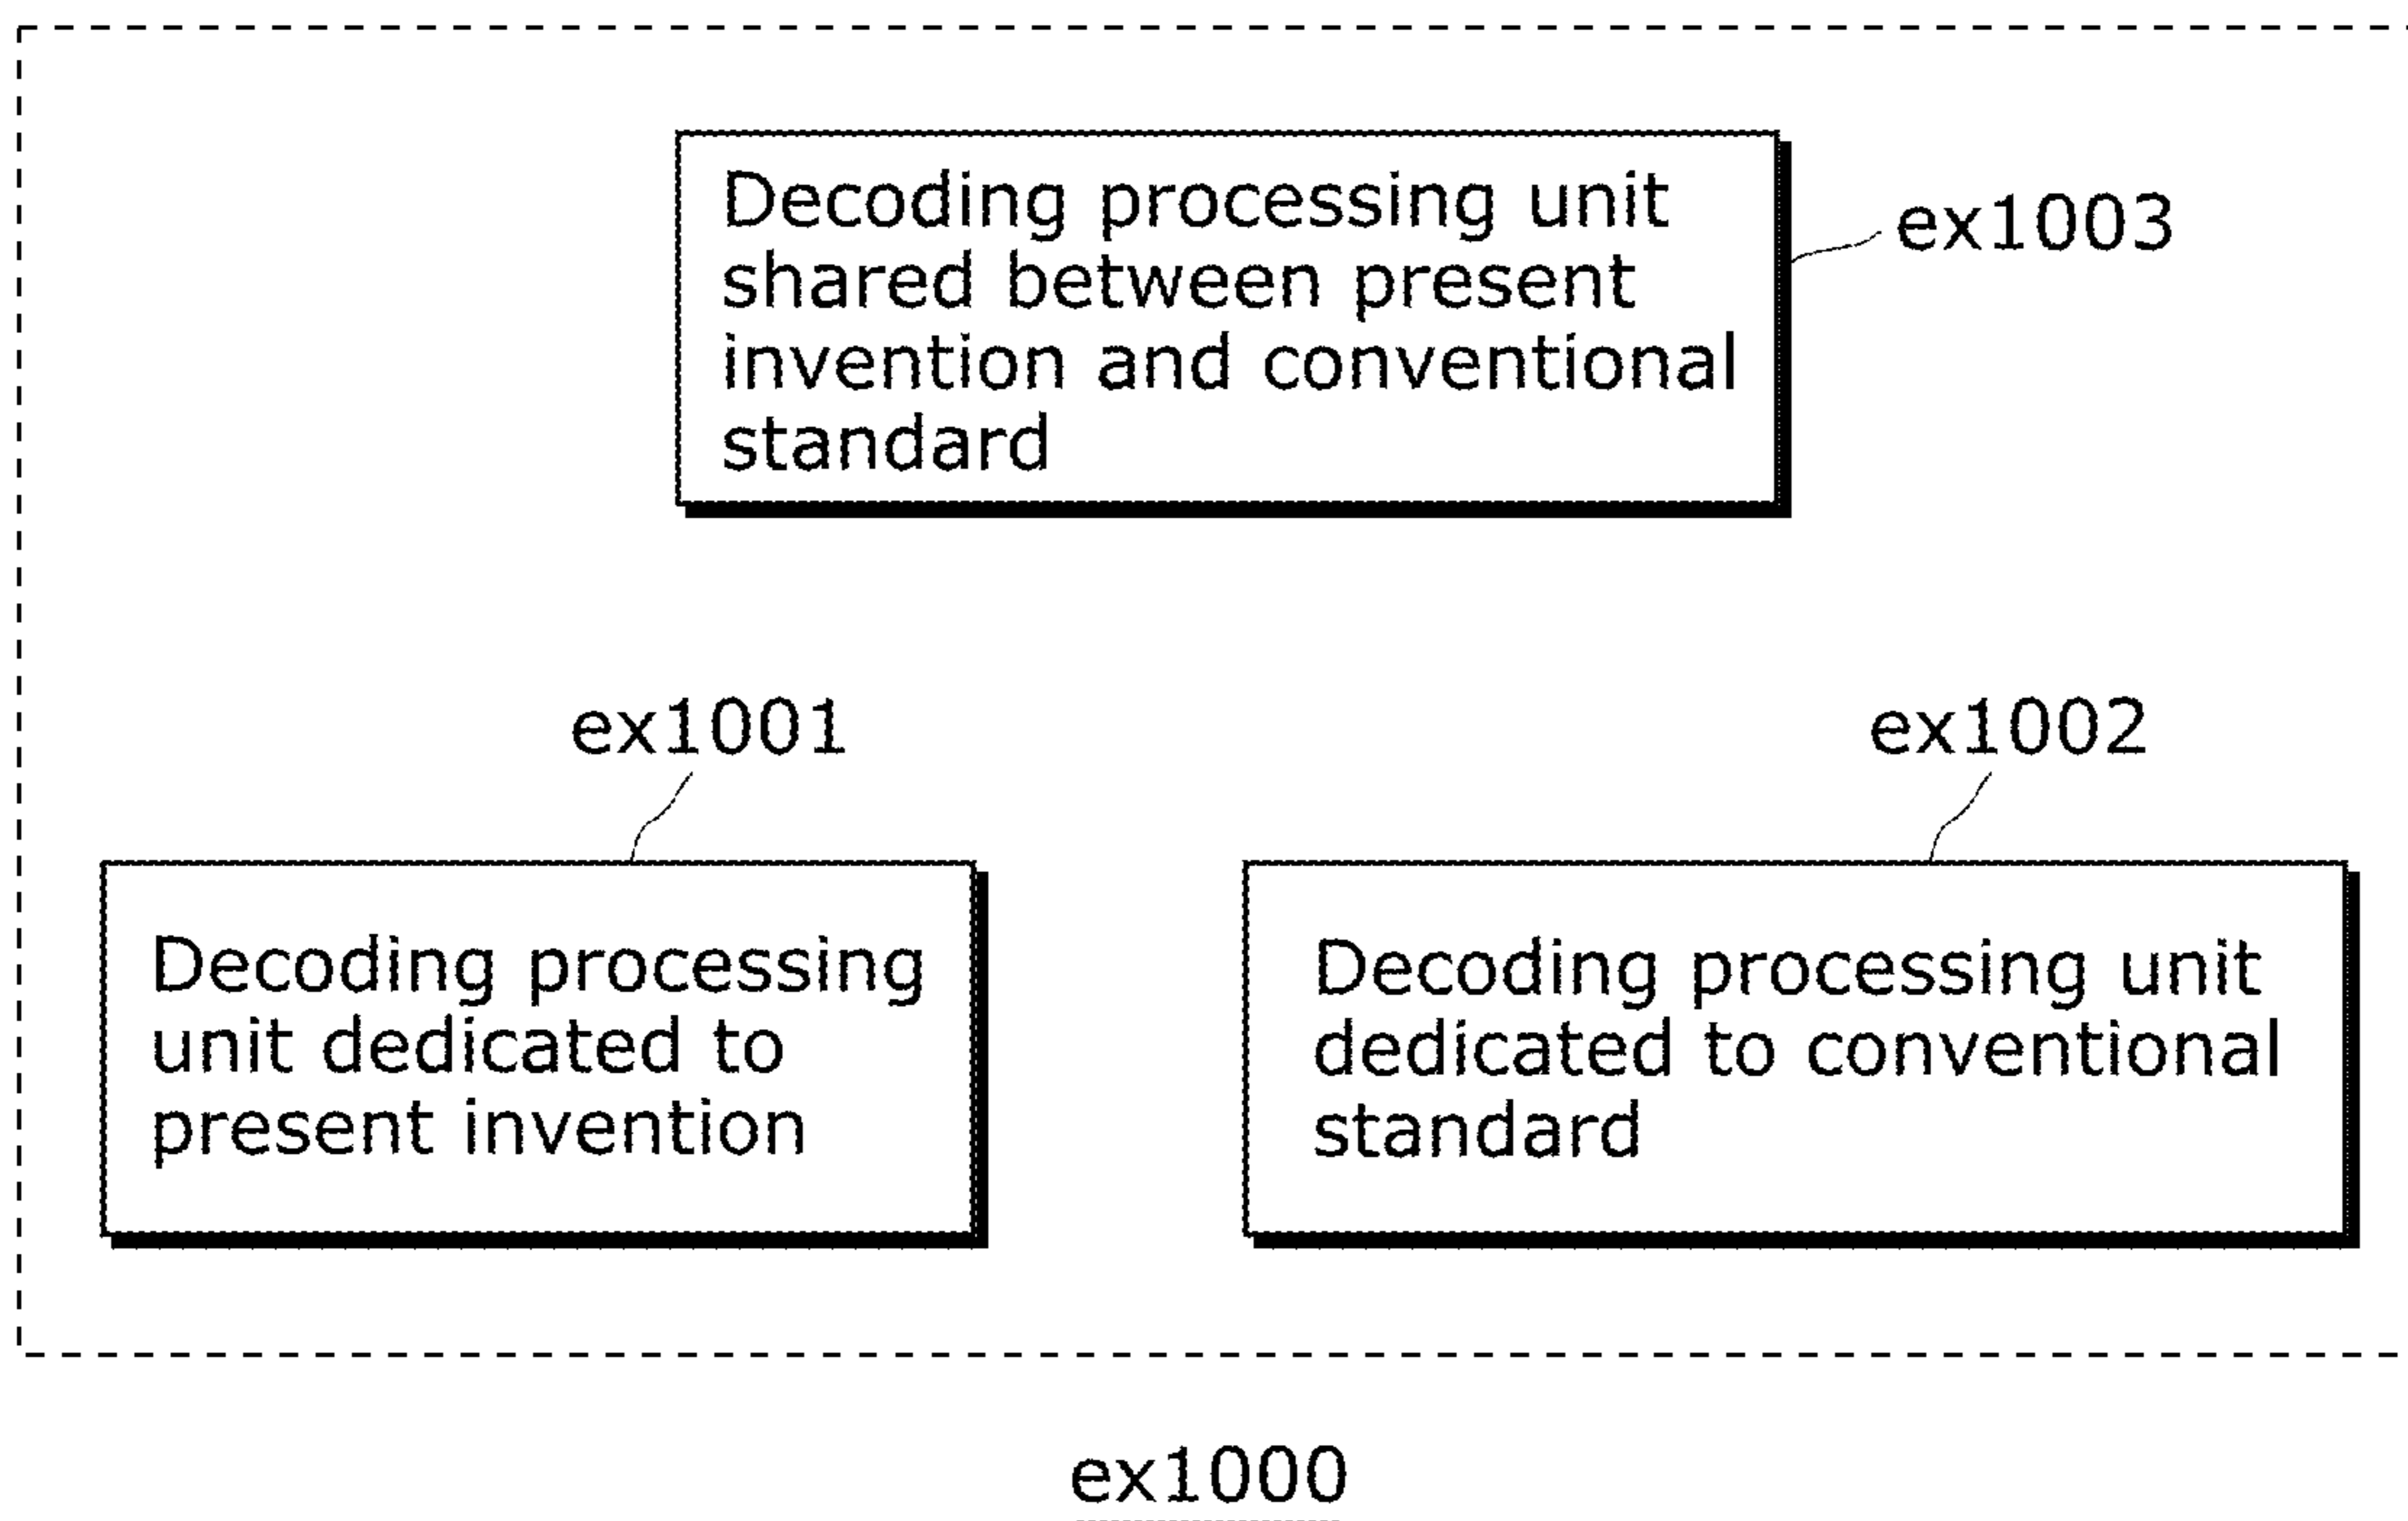 Decoding processing unit
shared between present
invention and conventional
standard
ex1003
ex1001
ex1002
Decoding processing
unit dedicated to
present invention
Decoding processing unit
dedicated to conventional
standard
ex1000